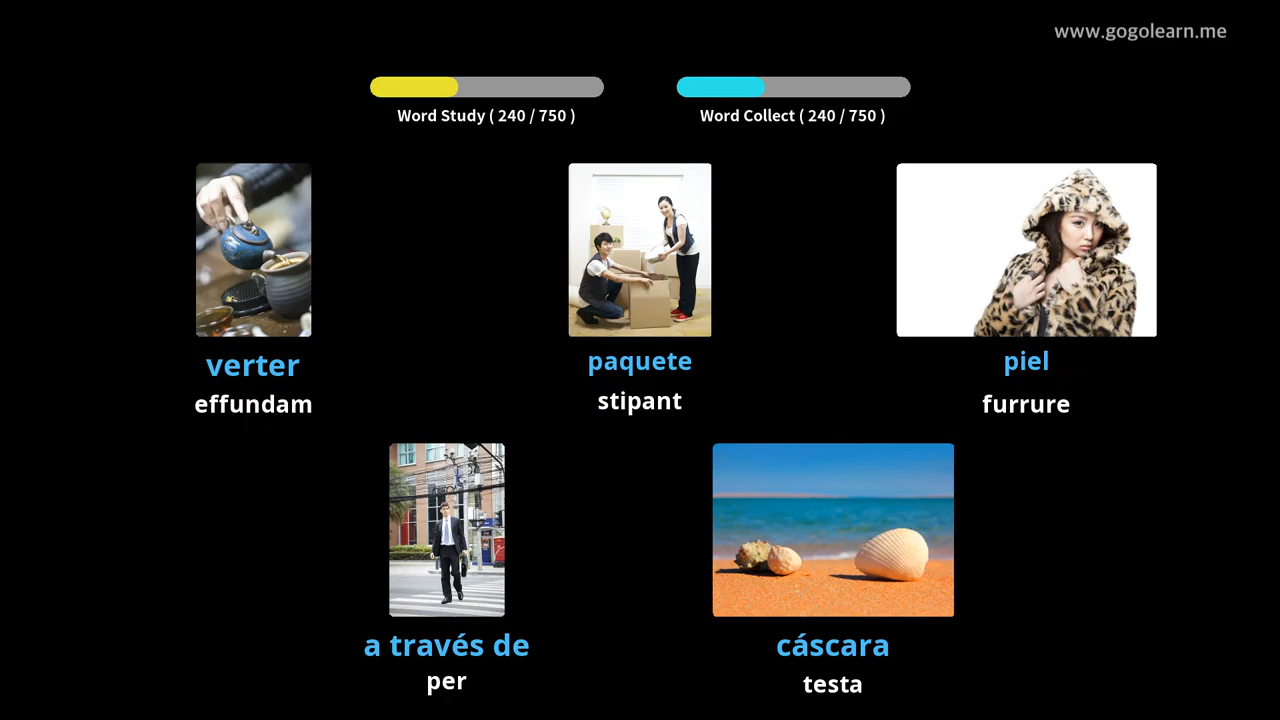 www.gogolearn.me
Word Study ( 240 / 750 )
Word Collect ( 240 / 750 )
verter
effundam
paquete
stipant
piel
furrure
a través de
per
cáscara
testa